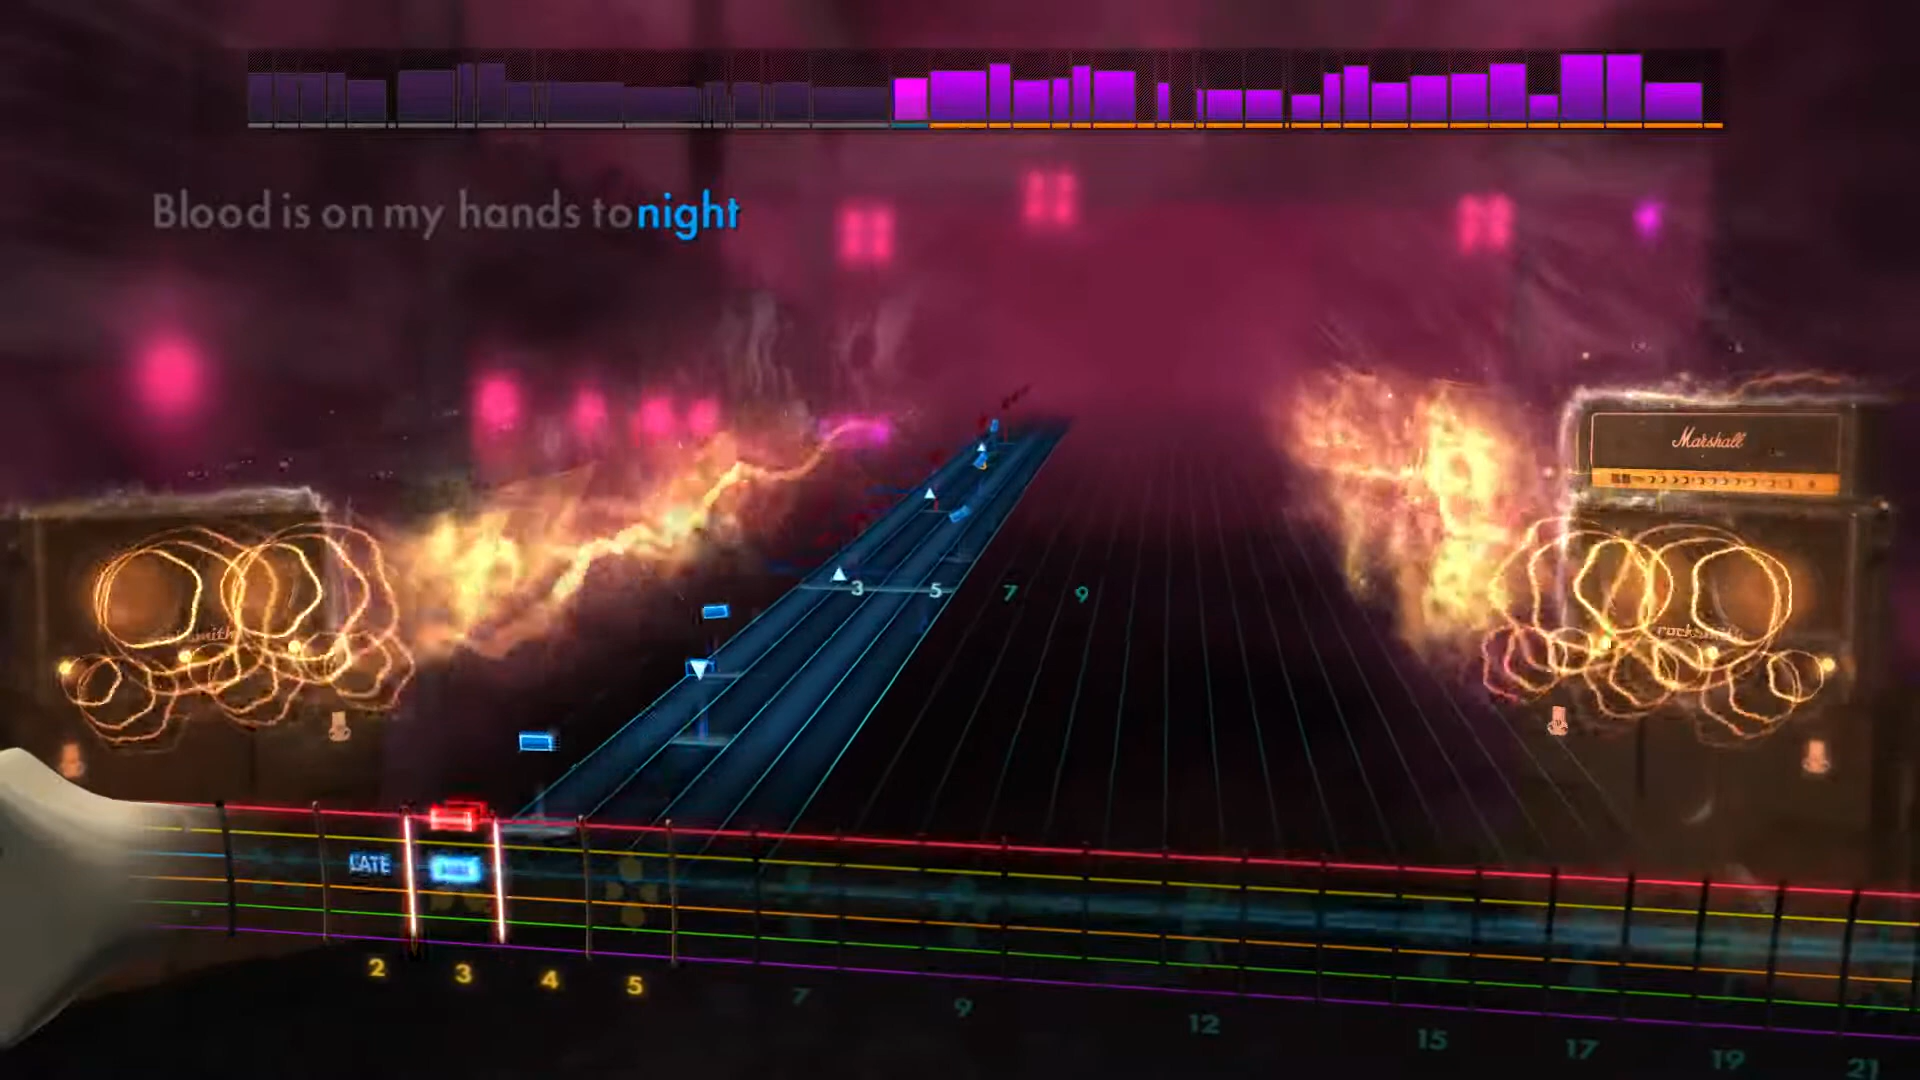 Blood is on my hands tonight
Marshall
3 5 7 9
rocksmith
LATE
2 3 4 5 7 9 12 15 17 19 21